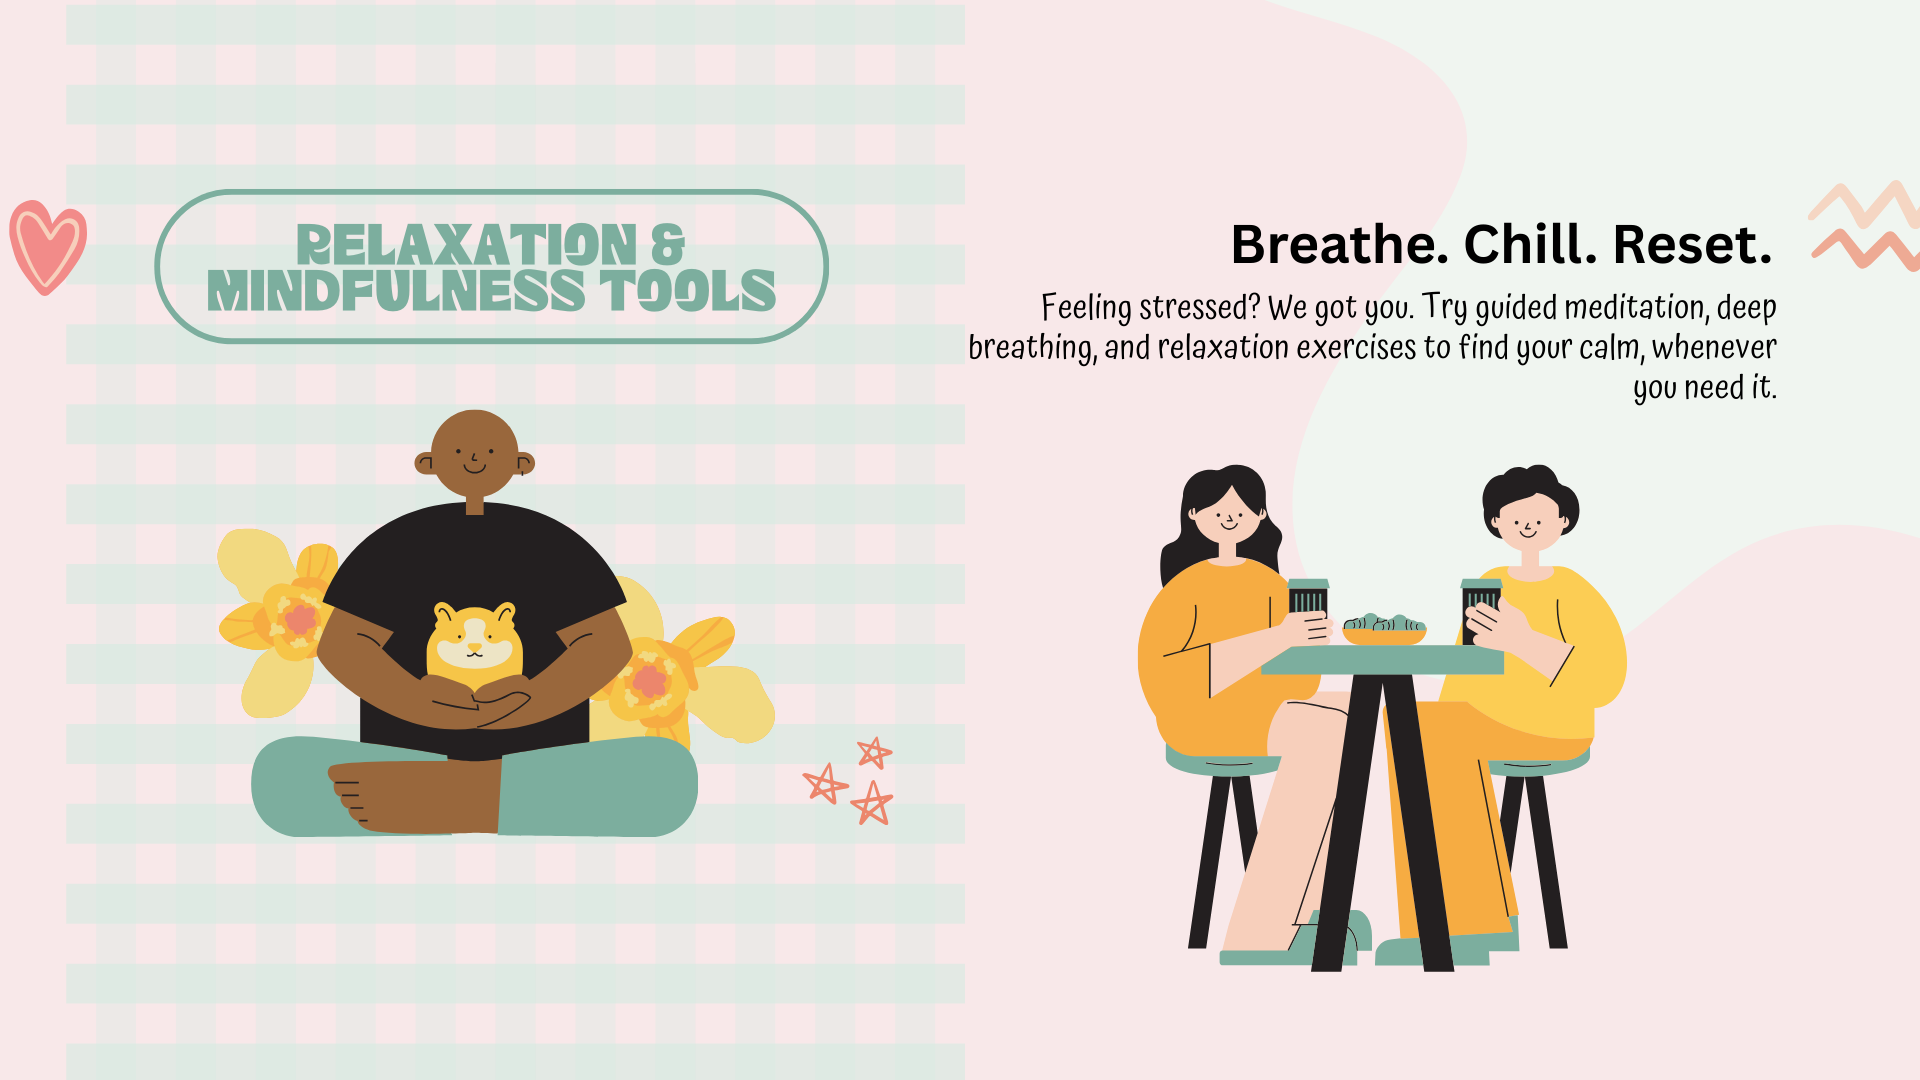 RELAXATION &
MINDFULNESS TOOLS
Breathe. Chill. Reset.
Feeling stressed? We got you. Try guided meditation, deep
breathing, and relaxation exercises to find your calm, whenever
you need it.